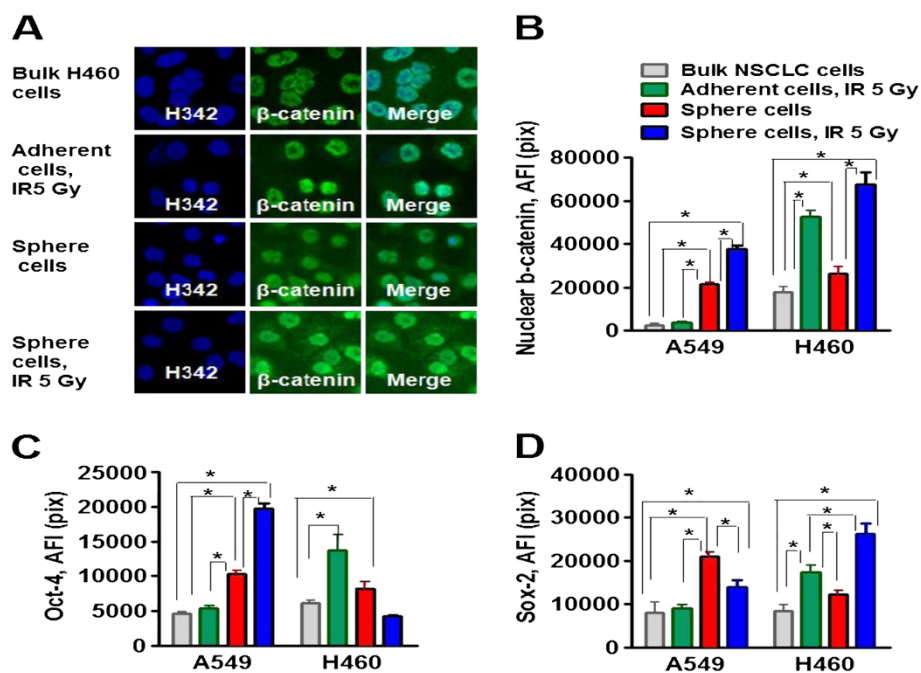 A
Bulk H460
cells
H342 β-catenin Merge
Adherent
cells,
IR5 Gy
H342 β-catenin Merge
Sphere
cells
H342 β-catenin Merge
Sphere
cells,
IR 5 Gy
H342 β-catenin Merge
B
Bulk NSCLC cells
Adherent cells, IR 5 Gy
Sphere cells
Sphere cells, IR 5 Gy
Nuclear b-catenin, AFI (pix)
80000
60000
40000
20000
0
* * * * * * * * *
A549 H460
C
Oct-4, AFI (pix)
25000
20000
15000
10000
5000
0
* * * * * *
A549 H460
D
Sox-2, AFI (pix)
40000
30000
20000
10000
0
* * * * * * * *
A549 H460